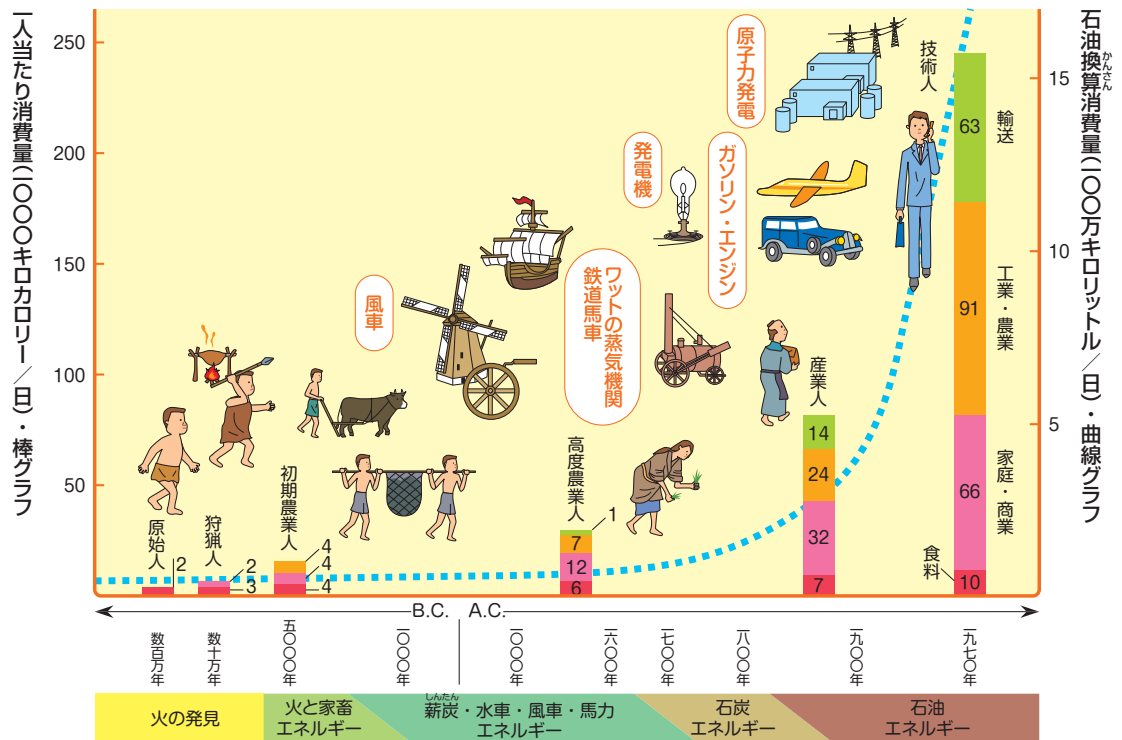 一人当たり消費量(一〇〇〇キロカロリー／日)・棒グラフ
250
200
150
100
50
石油換算消費量(一〇〇万キロリットル／日)・曲線グラフ
かんさん
15
10
5
原始人
2
狩猟人
2
3
初期農業人
4
4
4
風車
ワットの蒸気機関
鉄道馬車
高度農業人
1
7
12
6
発電機
ガソリン・エンジン
原子力発電
産業人
14
24
32
7
技術人
63
91
66
10
輸送
工業・農業
家庭・商業
食料
B.C.
A.C.
数百万年
数十万年
五〇〇〇年
一〇〇〇年
一〇〇〇年
一六〇〇年
一七〇〇年
一八〇〇年
一九〇〇年
一九七〇年
火の発見
火と家畜
エネルギー
しんたん
薪炭・水車・風車・馬力
エネルギー
石炭
エネルギー
石油
エネルギー